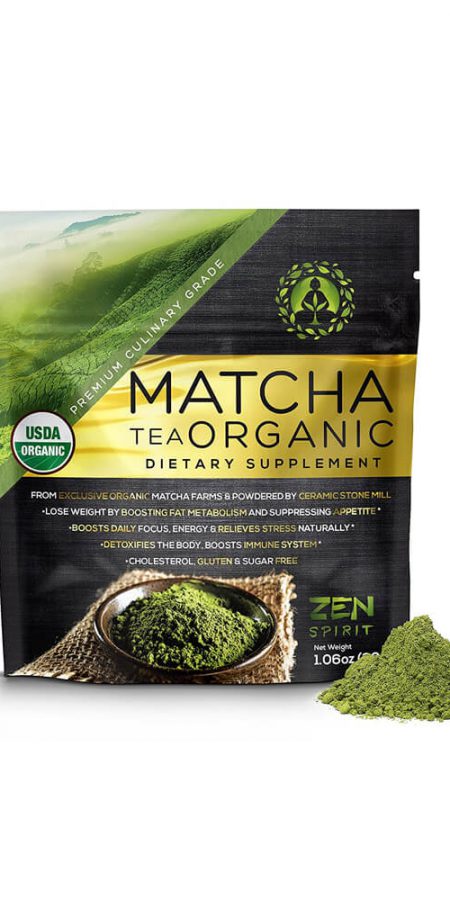 PREMIUM CULINARY GRADE
MATCHA
TEA ORGANIC
DIETARY SUPPLEMENT
USDA
ORGANIC
FROM EXCLUSIVE ORGANIC MATCHA FARMS & POWDERED BY CERAMIC STONE MILL
•LOSE WEIGHT BY BOOSTING FAT METABOLISM AND SUPPRESSING APPETITE*
•BOOSTS DAILY FOCUS, ENERGY & RELIEVES STRESS NATURALLY*
•DETOXIFIES THE BODY, BOOSTS IMMUNE SYSTEM*
•CHOLESTEROL, GLUTEN & SUGAR FREE
ZEN
SPIRIT
Net Weight
1.06oz